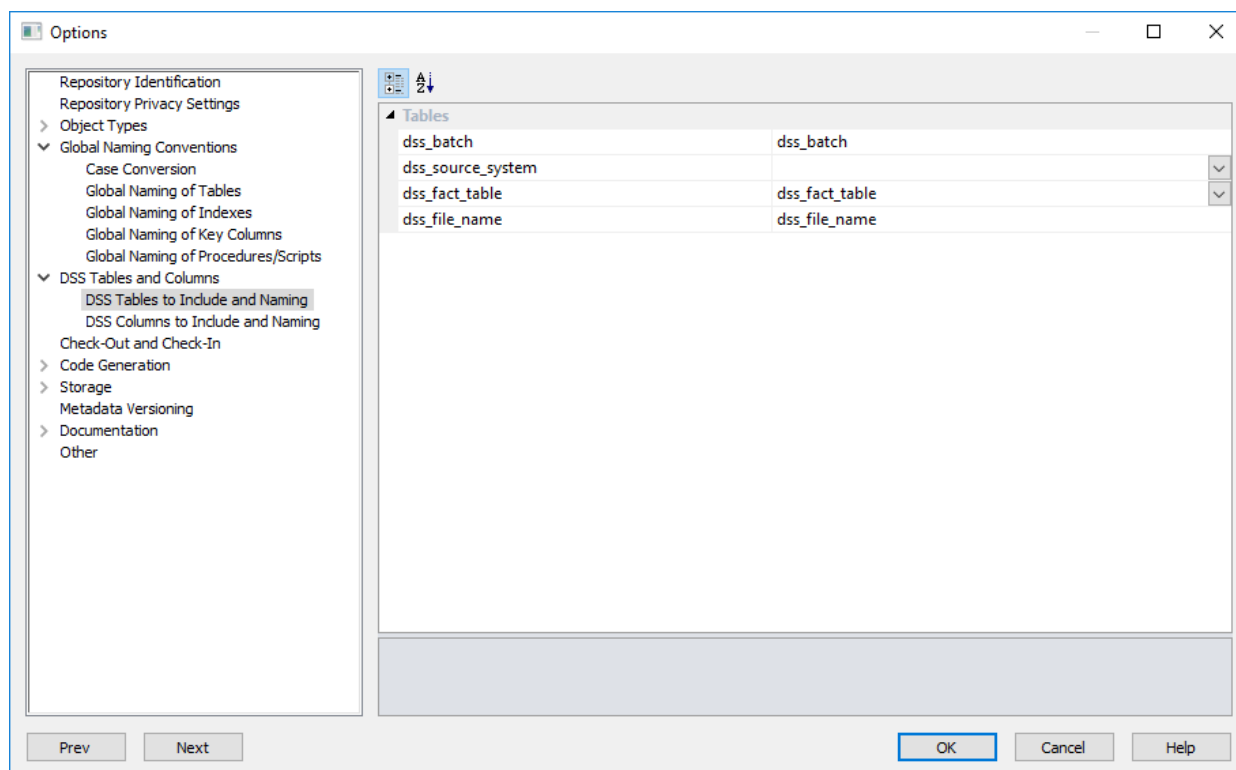 Options
Repository Identification
Repository Privacy Settings
Object Types
Global Naming Conventions
Case Conversion
Global Naming of Tables
Global Naming of Indexes
Global Naming of Key Columns
Global Naming of Procedures/Scripts
DSS Tables and Columns
DSS Tables to Include and Naming
DSS Columns to Include and Naming
Check-Out and Check-In
Code Generation
Storage
Metadata Versioning
Documentation
Other
Tables
dss_batch dss_batch
dss_source_system
dss_fact_table dss_fact_table
dss_file_name dss_file_name
Prev Next OK Cancel Help